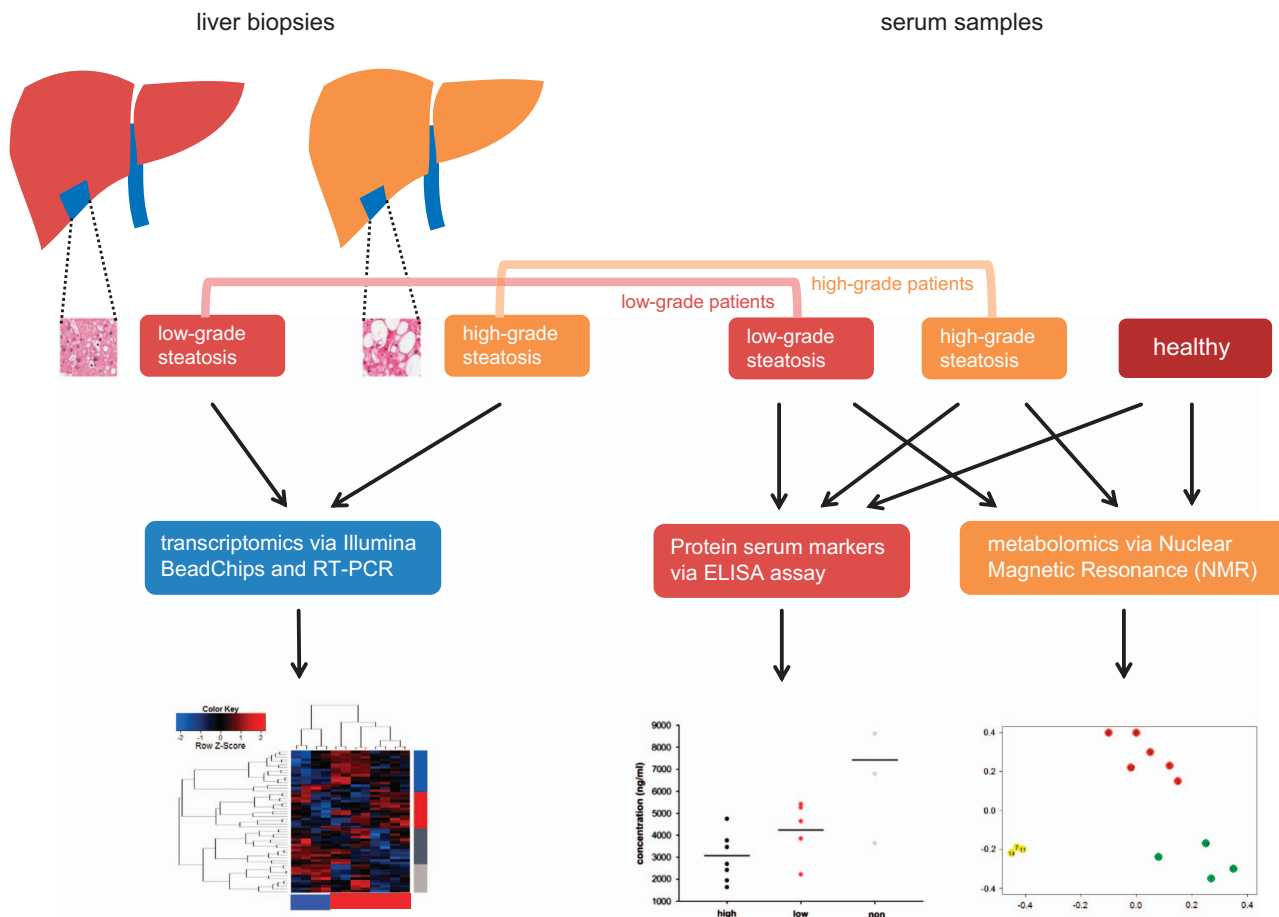 liver biopsies
serum samples
low-grade patients
high-grade patients
low-grade
steatosis
high-grade
steatosis
low-grade
steatosis
high-grade
steatosis
healthy
transcriptomics via Illumina
BeadChips and RT-PCR
Protein serum markers
via ELISA assay
metabolomics via Nuclear
Magnetic Resonance (NMR)
Color Key
-2 -1 0 1 2
Row Z-Score
concentration (ng/ml)
9000
8000
7000
6000
5000
4000
3000
2000
1000
high low non
0.4
0.2
0.0
-0.2
-0.4
14 7 11
12
-0.4 -0.2 0.0 0.2 0.4